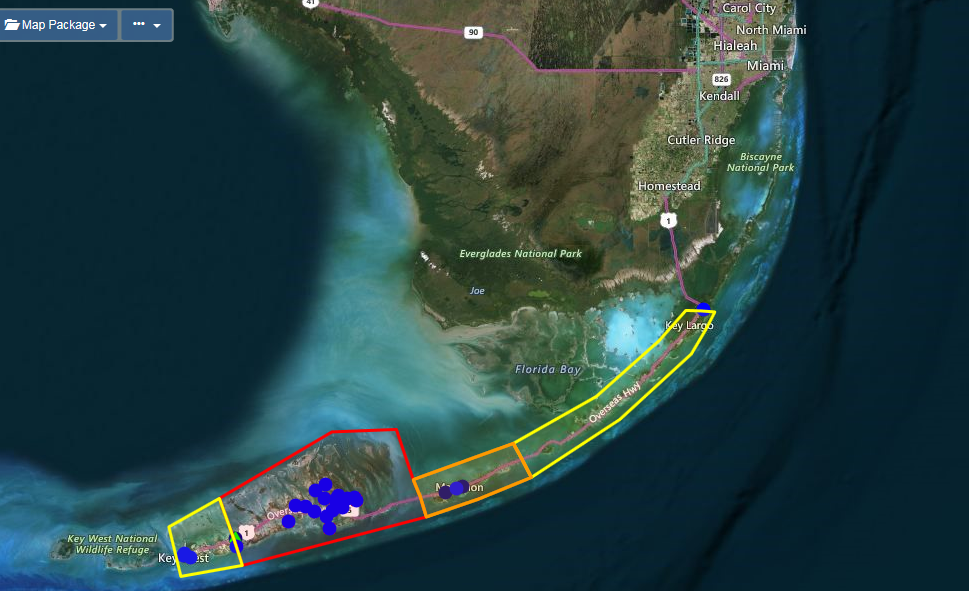 41
Map Package
•••
Carol City
90
North Miami
Hialeah
Miami
826
Kendall
Cutler Ridge
Biscayne
National Park
Homestead
1
Everglades National Park
Joe
Key Largo
Florida Bay
Overseas Hwy
1
Key West National
Wildlife Refuge